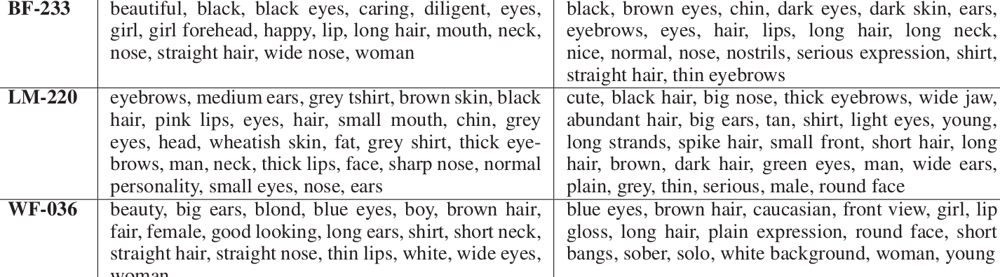 BF-233
beautiful, black, black eyes, caring, diligent, eyes,
girl, girl forehead, happy, lip, long hair, mouth, neck,
nose, straight hair, wide nose, woman
black, brown eyes, chin, dark eyes, dark skin, ears,
eyebrows, eyes, hair, lips, long hair, long neck,
nice, normal, nose, nostrils, serious expression, shirt,
straight hair, thin eyebrows
LM-220
eyebrows, medium ears, grey tshirt, brown skin, black
hair, pink lips, eyes, hair, small mouth, chin, grey
eyes, head, wheatish skin, fat, grey shirt, thick eye-
brows, man, neck, thick lips, face, sharp nose, normal
personality, small eyes, nose, ears
cute, black hair, big nose, thick eyebrows, wide jaw,
abundant hair, big ears, tan, shirt, light eyes, young,
long strands, spike hair, small front, short hair, long
hair, brown, dark hair, green eyes, man, wide ears,
plain, grey, thin, serious, male, round face
WF-036
beauty, big ears, blond, blue eyes, boy, brown hair,
fair, female, good looking, long ears, shirt, short neck,
straight hair, straight nose, thin lips, white, wide eyes,
woman
blue eyes, brown hair, caucasian, front view, girl, lip
gloss, long hair, plain expression, round face, short
bangs, sober, solo, white background, woman, young